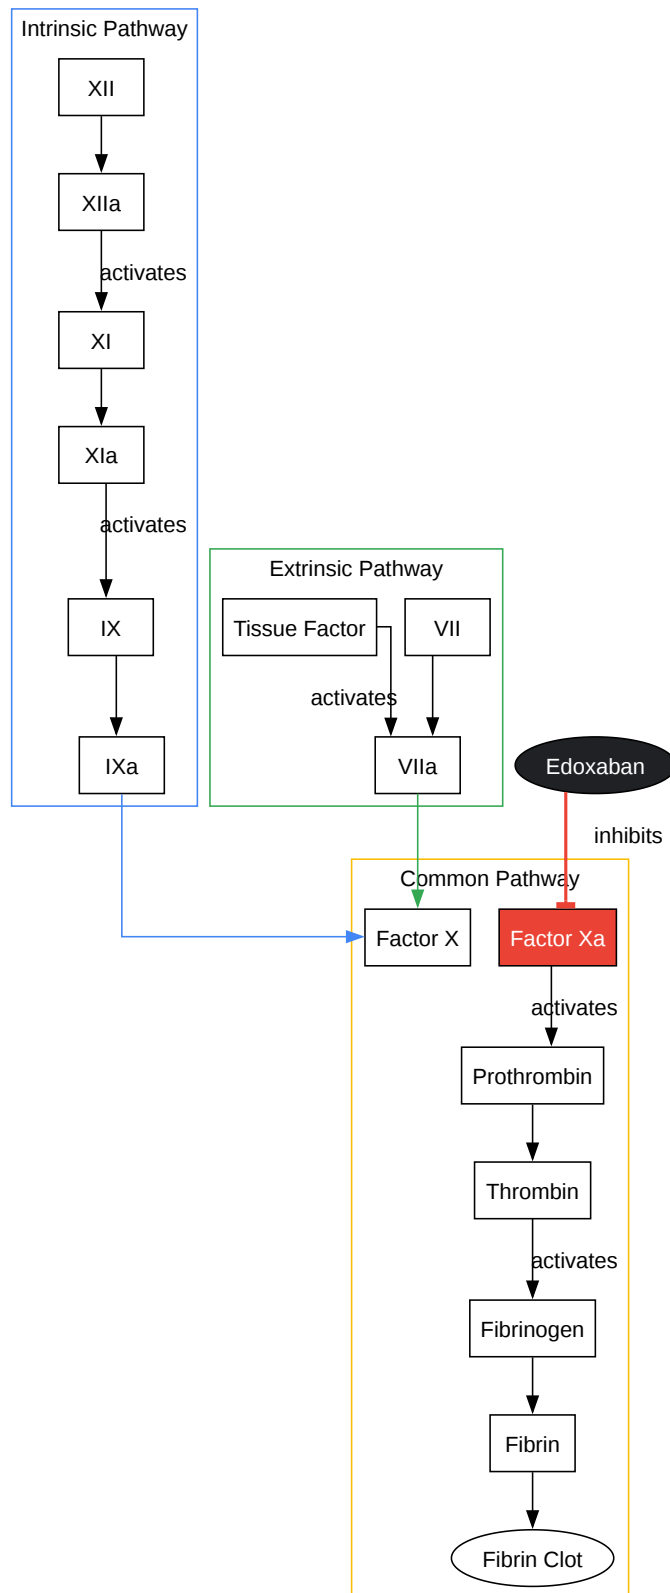 Intrinsic Pathway
XII
XIIa
activates
XI
XIa
activates
IX
IXa
Extrinsic Pathway
Tissue Factor
VII
activates
VIIa
Edoxaban
inhibits
Common Pathway
Factor X
Factor Xa
activates
Prothrombin
Thrombin
activates
Fibrinogen
Fibrin
Fibrin Clot